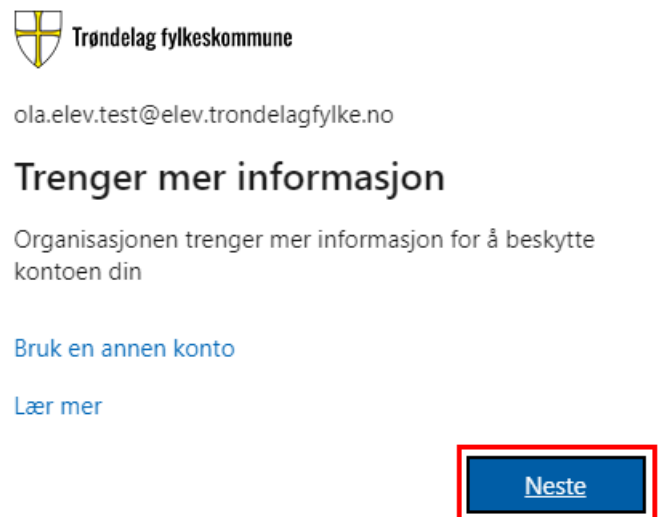 Trøndelag fylkeskommune
ola.elev.test@elev.trondelagfylke.no
Trenger mer informasjon
Organisasjonen trenger mer informasjon for å beskytte
kontoen din
Bruk en annen konto
Lær mer
Neste